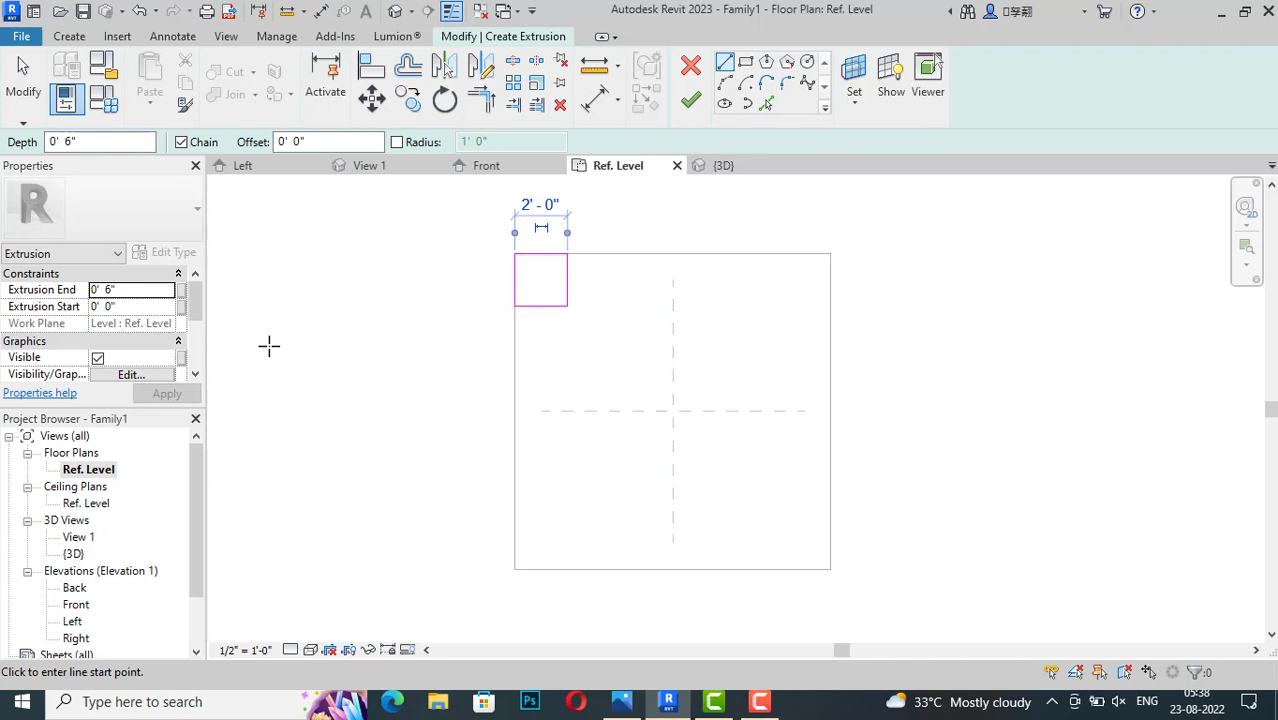 Autodesk Revit 2023 - Family1 - Floor Plan: Ref. Level
File Create Insert Annotate View Manage Add-Ins Lumion® Modify | Create Extrusion
Modify Paste Cut Join Activate Set Show Viewer
Depth 0' 6" Chain Offset: 0' 0" Radius: 1' 0"
Properties Left View 1 Front Ref. Level {3D}
R
2D
2' - 0"
Extrusion Edit Type
Constraints
Extrusion End 0' 6"
Extrusion Start 0' 0"
Work Plane Level : Ref. Level
Graphics
Visible
Visibility/Grap... Edit...
Properties help Apply
Project Browser - Family1
Views (all)
Floor Plans
Ref. Level
Ceiling Plans
Ref. Level
3D Views
View 1
{3D}
Elevations (Elevation 1)
Back
Front
Left
Right
Sheets (all)
1/2" = 1'-0"
Click to enter line start point.
:0
Type here to search
Ps
33°C Mostly cloudy
ENG
05:38
23-08-2022